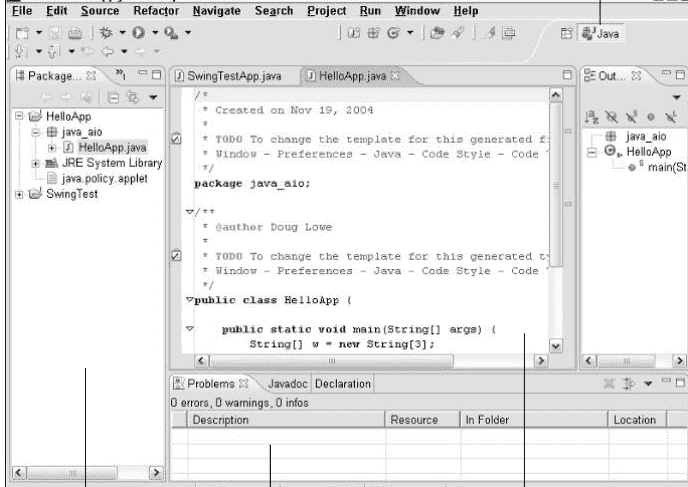 File Edit Source Refactor Navigate Search Project Run Window Help
Java
Package...
SwingTestApp.java
HelloApp.java
Out...
HelloApp
java_aio
HelloApp.java
JRE System Library
java.policy.applet
SwingTest
/*
* Created on Nov 19, 2004
*
* TODO To change the template for this generated f
* Window - Preferences - Java - Code Style - Code
*/
package java_aio;
/**
* @auther Doug Lowe
*
* TODO To change the template for this generated ty
* Window - Preferences - Java - Code Style - Code
*/
public class HelloApp {
public static void main(String[] args) {
String[] w = new String[3];
java_aio
HelloApp
main(St
Problems Javadoc Declaration
0 errors, 0 warnings, 0 infos
Description Resource In Folder Location